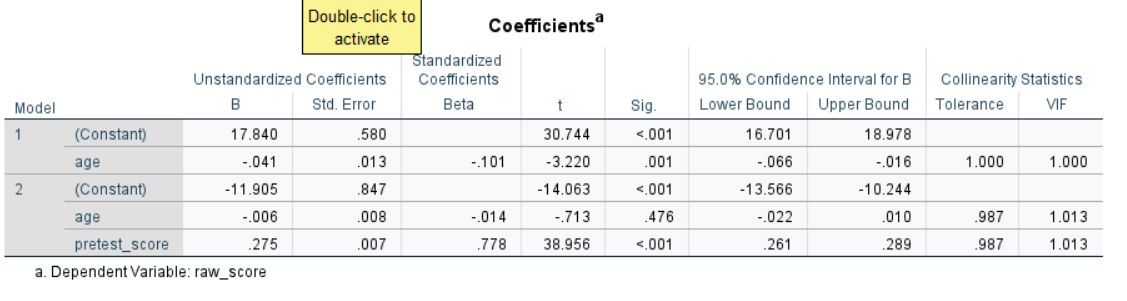 Double-click to
activate
Coefficientsa
Unstandardized Coefficients Standardized Coefficients 95.0% Confidence Interval for B Collinearity Statistics
Model B Std. Error Beta t Sig. Lower Bound Upper Bound Tolerance VIF
1 (Constant) 17.840 .580 30.744 <.001 16.701 18.978
age -.041 .013 -.101 -3.220 .001 -.066 -.016 1.000 1.000
2 (Constant) -11.905 .847 -14.063 <.001 -13.566 -10.244
age -.006 .008 -.014 -.713 .476 -.022 .010 .987 1.013
pretest_score .275 .007 .778 38.956 <.001 .261 .289 .987 1.013
a. Dependent Variable: raw_score